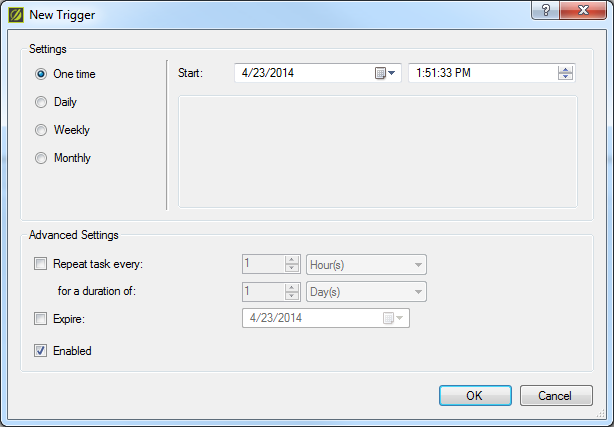 New Trigger
?
Settings
One time
Daily
Weekly
Monthly
Start: 4/23/2014 1:51:33 PM
Advanced Settings
Repeat task every: 1 Hour(s)
for a duration of: 1 Day(s)
Expire: 4/23/2014
Enabled
OK Cancel